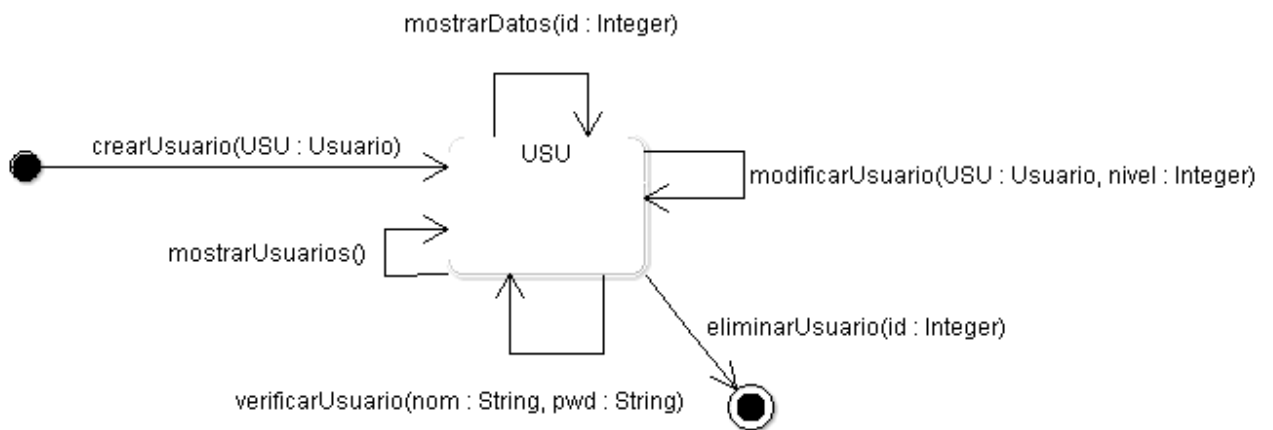 mostrarDatos(id : Integer)
crearUsuario(USU : Usuario)
USU
modificarUsuario(USU : Usuario, nivel : Integer)
mostrarUsuarios()
eliminarUsuario(id : Integer)
verificarUsuario(nom : String, pwd : String)